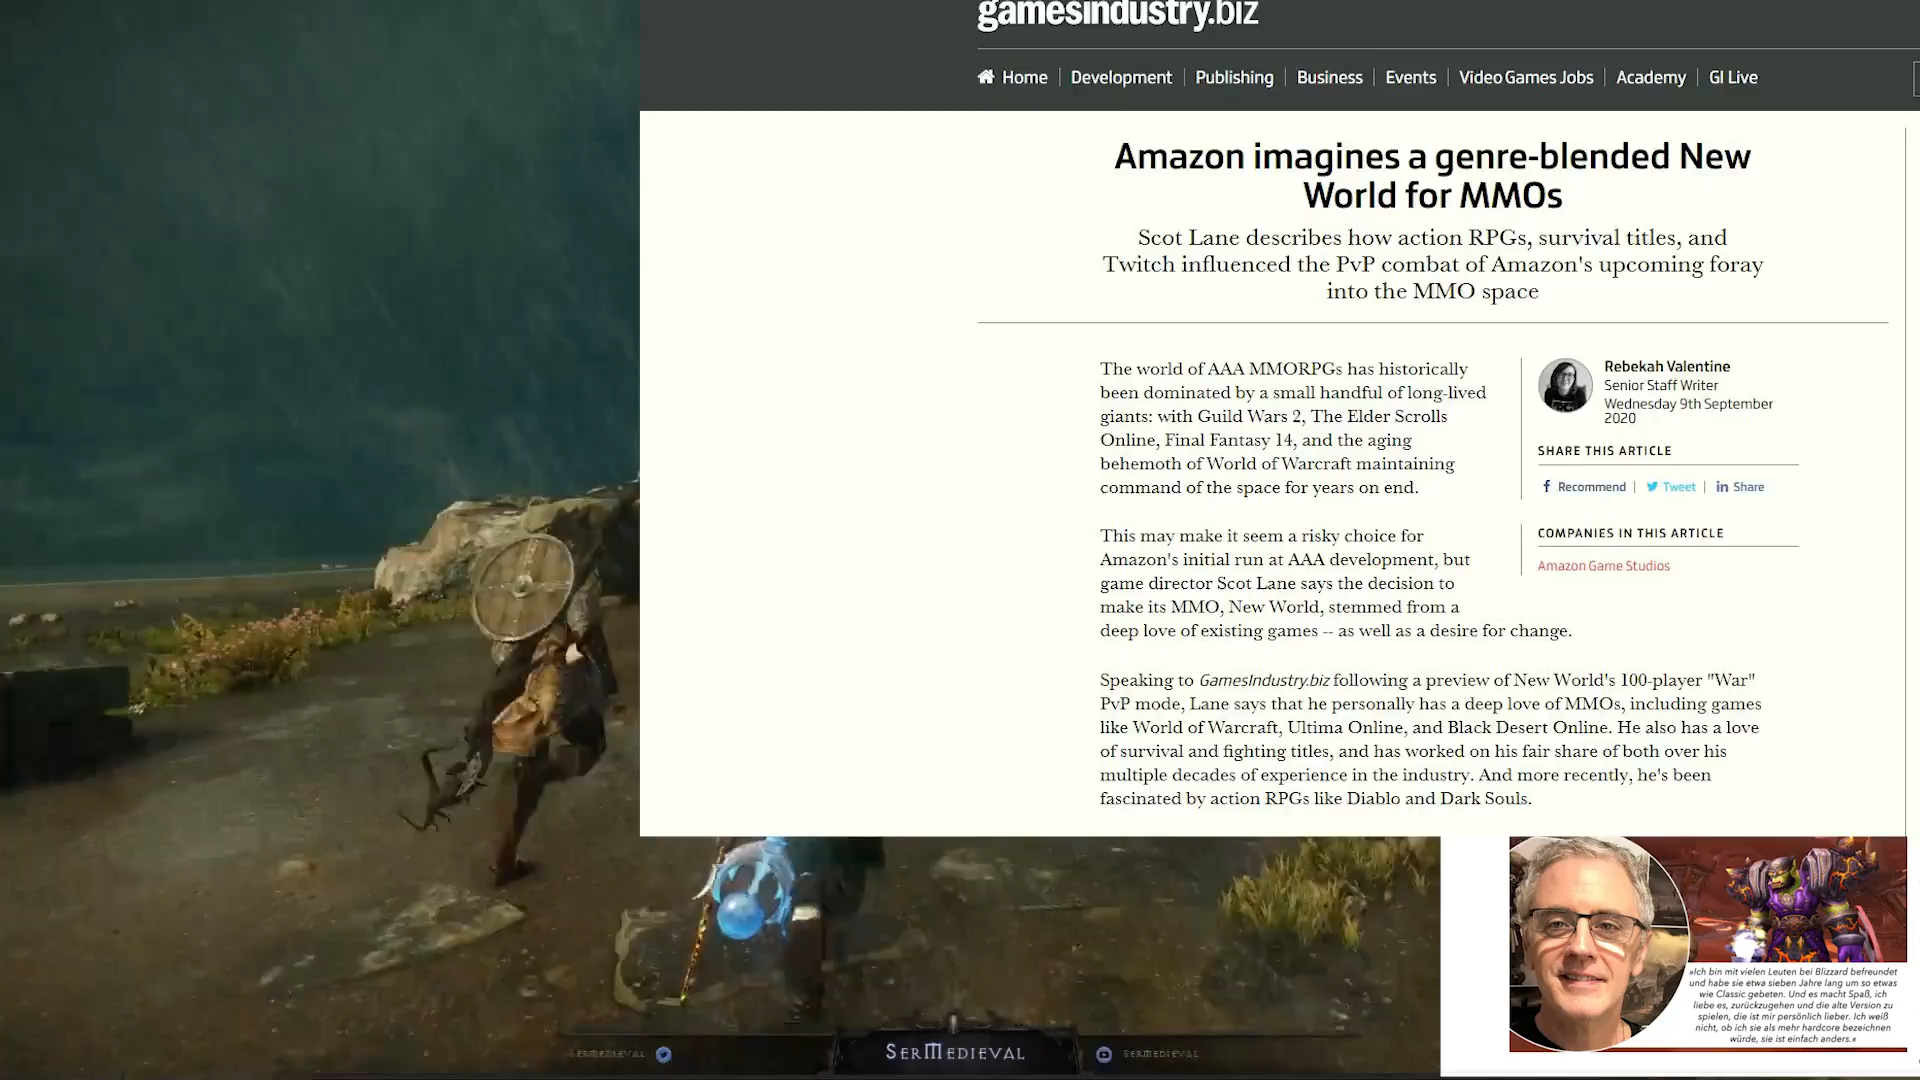 gamesindustry.biz
Home
Development
Publishing
Business
Events
Video Games Jobs
Academy
GI Live
Amazon imagines a genre-blended New
World for MMOs
Scot Lane describes how action RPGs, survival titles, and
Twitch influenced the PvP combat of Amazon's upcoming foray
into the MMO space
The world of AAA MMORPGs has historically
been dominated by a small handful of long-lived
giants: with Guild Wars 2, The Elder Scrolls
Online, Final Fantasy 14, and the aging
behemoth of World of Warcraft maintaining
command of the space for years on end.
This may make it seem a risky choice for
Amazon's initial run at AAA development, but
game director Scot Lane says the decision to
make its MMO, New World, stemmed from a
deep love of existing games -- as well as a desire for change.
Speaking to GamesIndustry.biz following a preview of New World's 100-player "War"
PvP mode, Lane says that he personally has a deep love of MMOs, including games
like World of Warcraft, Ultima Online, and Black Desert Online. He also has a love
of survival and fighting titles, and has worked on his fair share of both over his
multiple decades of experience in the industry. And more recently, he's been
fascinated by action RPGs like Diablo and Dark Souls.
Rebekah Valentine
Senior Staff Writer
Wednesday 9th September
2020
SHARE THIS ARTICLE
Recommend
Tweet
in Share
COMPANIES IN THIS ARTICLE
Amazon Game Studios
»Ich bin mit vielen Leuten bei Blizzard befreundet
und habe sie etwa sieben Jahre lang um so etwas
wie Classic gebeten. Und es macht Spaß, ich
liebe es, zurückzugehen und die alte Version zu
spielen, die ist mir persönlich lieber. Ich weiß
nicht, ob ich sie als mehr hardcore bezeichnen
würde, sie ist einfach anders.«
SERMEDIEVAL
SERMEDIEVAL
SERMEDIEVAL